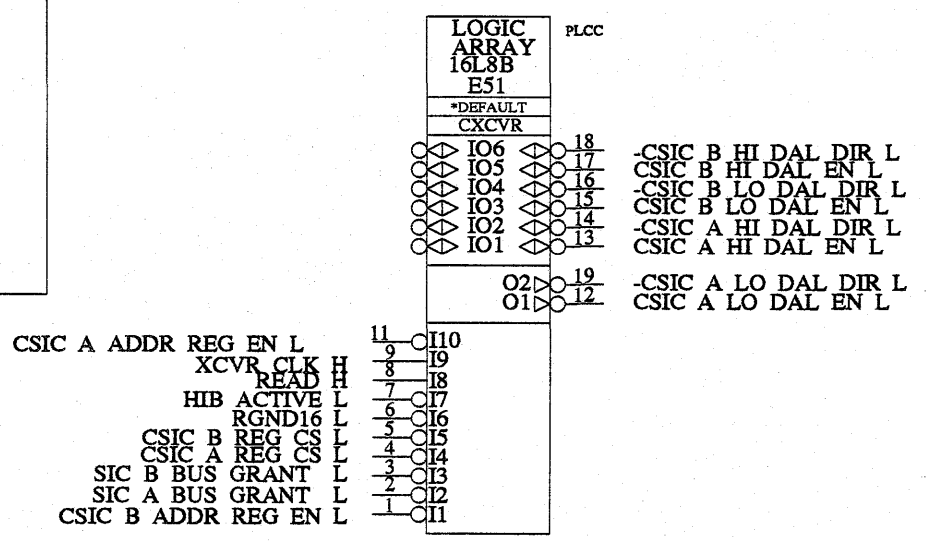 LOGIC
ARRAY
16L8B
E51
PLCC
*DEFAULT
CXCVR
IO6 18 -CSIC B HI DAL DIR L
IO5 17 CSIC B HI DAL EN L
IO4 16 -CSIC B LO DAL DIR L
IO3 15 CSIC B LO DAL EN L
IO2 14 -CSIC A HI DAL DIR L
IO1 13 CSIC A HI DAL EN L
O2 19 -CSIC A LO DAL DIR L
O1 12 CSIC A LO DAL EN L
CSIC A ADDR REG EN L 11 I10
XCVR CLK H 9 I9
READ H 8 I8
HIB ACTIVE L 7 I7
RGND16 L 6 I6
CSIC B REG CS L 5 I5
CSIC A REG CS L 4 I4
SIC B BUS GRANT L 3 I3
SIC A BUS GRANT L 2 I2
CSIC B ADDR REG EN L 1 I1